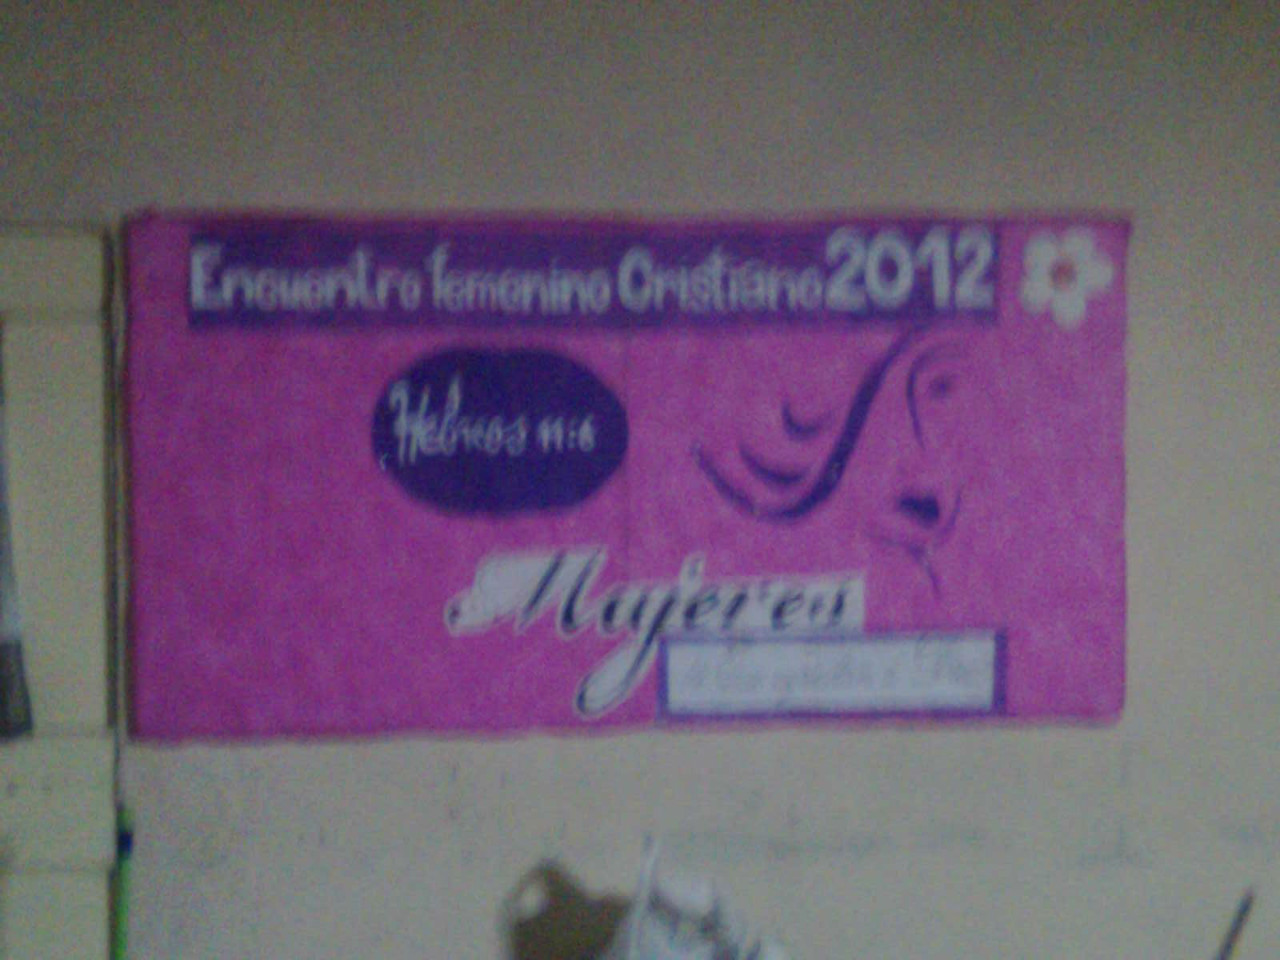 Encuentro femenino Cristiano 2012
Hebreos 11:6
Mujeres